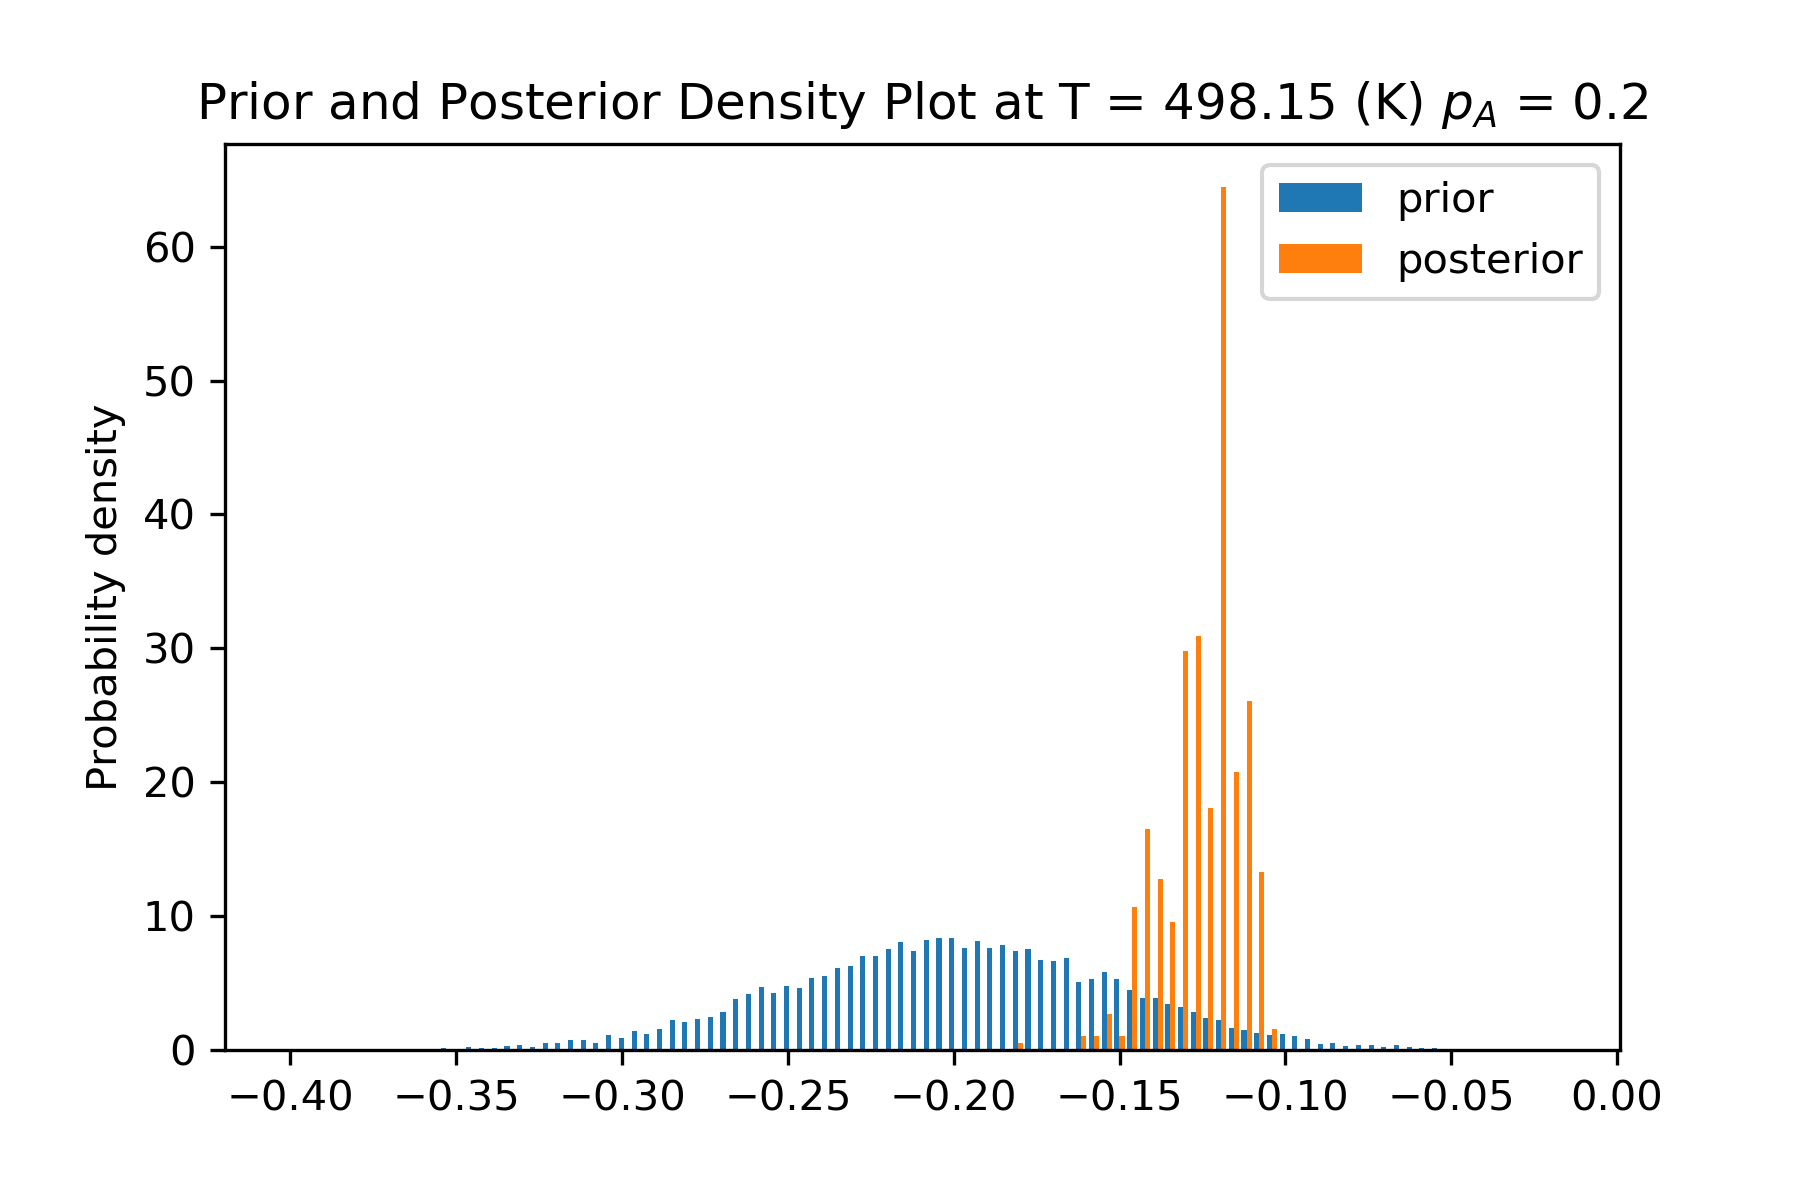 Prior and Posterior Density Plot at T = 498.15 (K) p_A = 0.2
prior
posterior
Probability density
60
50
40
30
20
10
0
−0.40 −0.35 −0.30 −0.25 −0.20 −0.15 −0.10 −0.05 0.00